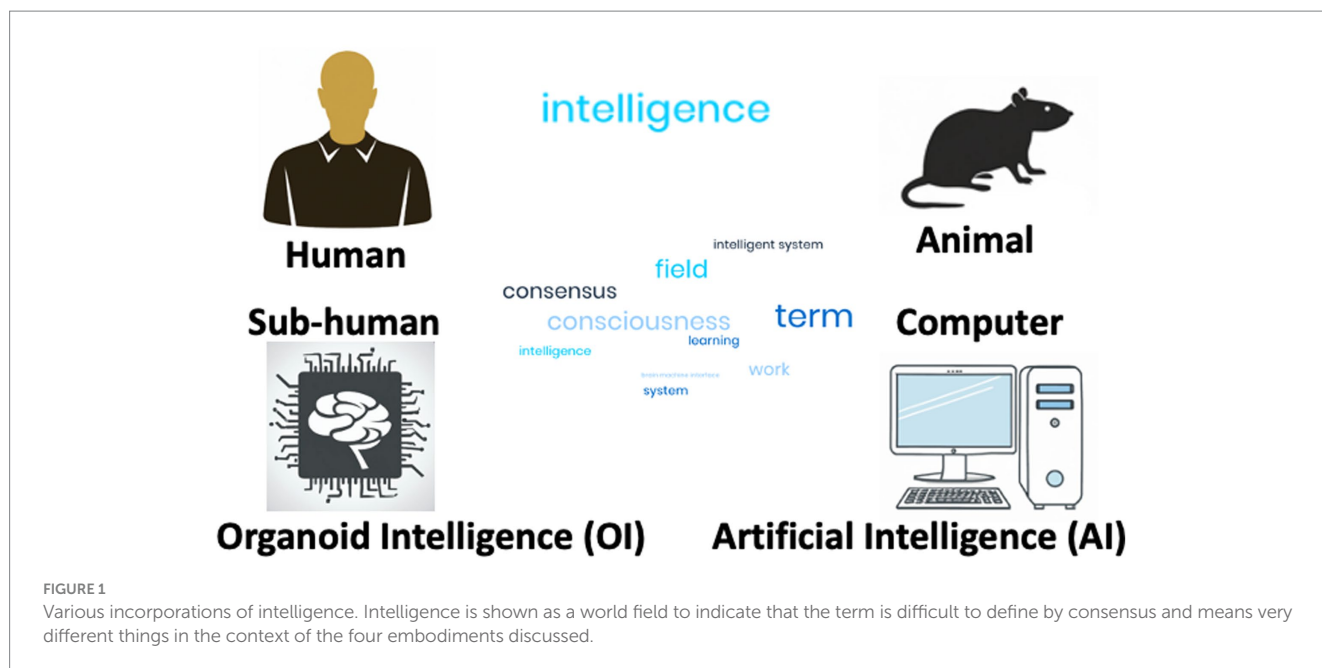 intelligence
Human
Animal
intelligent system
field
consensus
consciousness
term
Sub-human
Computer
learning
intelligence
work
brain-machine interface
system
Organoid Intelligence (OI)
Artificial Intelligence (AI)
FIGURE 1
Various incorporations of intelligence. Intelligence is shown as a world field to indicate that the term is difficult to define by consensus and means very
different things in the context of the four embodiments discussed.